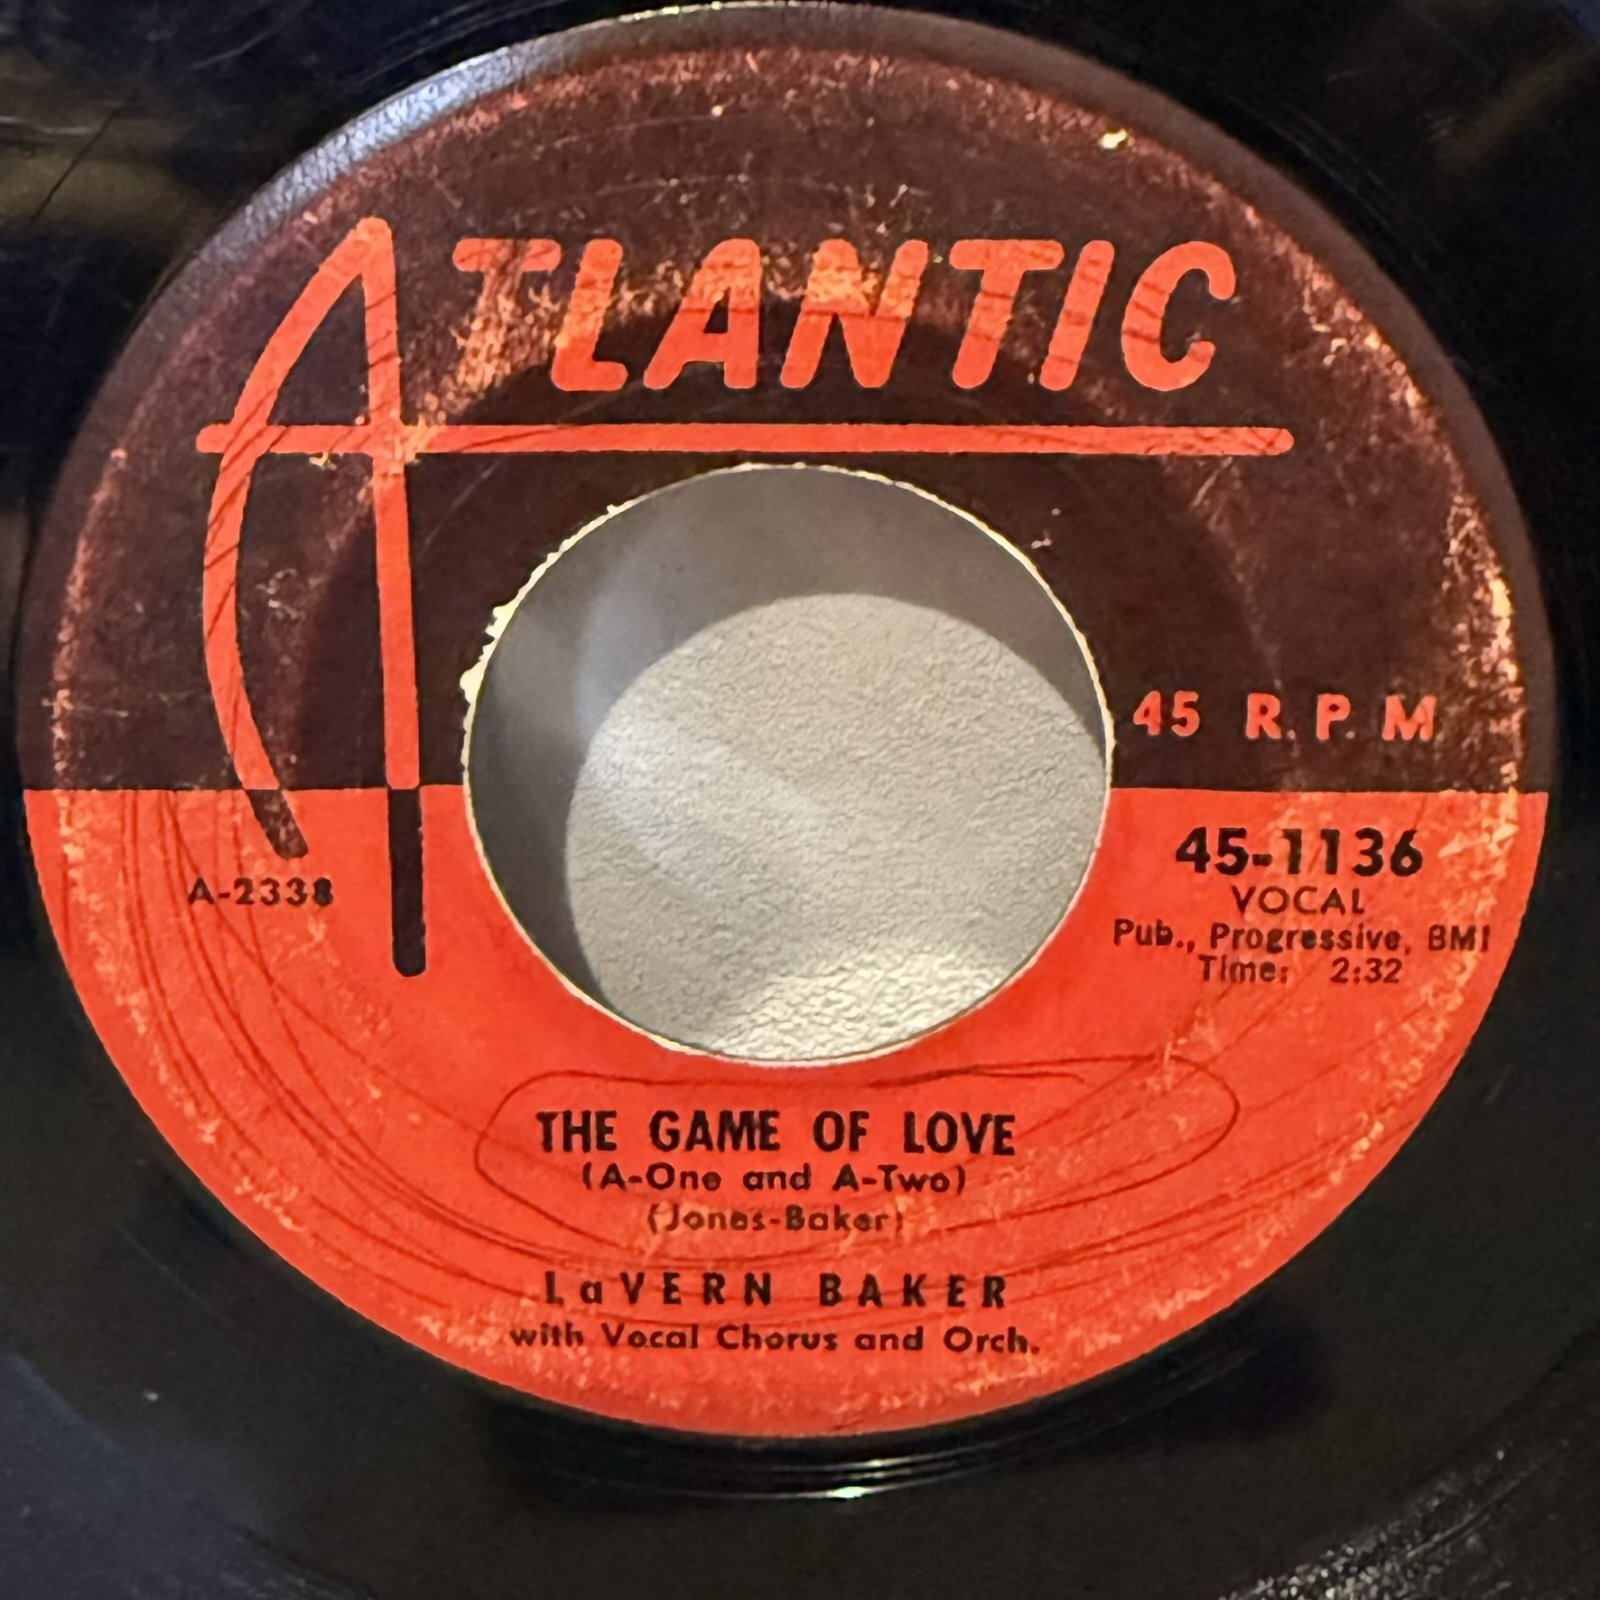 ATLANTIC
45 R.P.M
A-2338
45-1136
VOCAL
Pub., Progressive, BMI
Time: 2:32
THE GAME OF LOVE
(A-One and A-Two)
(Jones-Baker)
LaVERN BAKER
with Vocal Chorus and Orch.